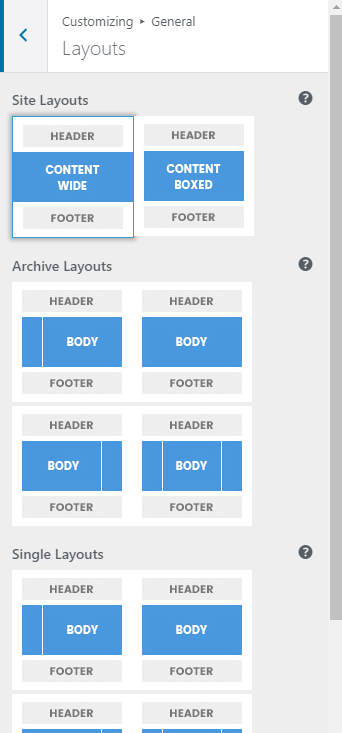 Customizing ▸ General
Layouts
Site Layouts
HEADER HEADER
CONTENT CONTENT
WIDE BOXED
FOOTER FOOTER
Archive Layouts
HEADER HEADER
BODY BODY
FOOTER FOOTER
HEADER HEADER
BODY BODY
FOOTER FOOTER
Single Layouts
HEADER HEADER
BODY BODY
FOOTER FOOTER
HEADER HEADER